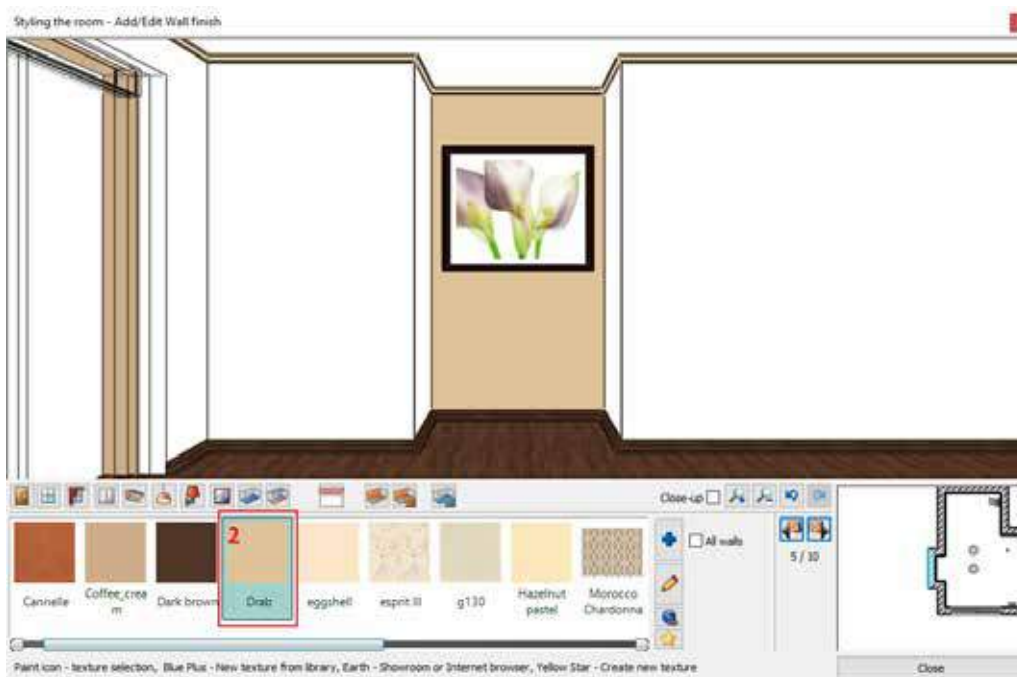 Styling the room - Add/Edit Wall finish
Close-up
2
All walls
5 / 10
Cannelle
Coffee_crea
m
Dark brown
Drab
eggshell
esprit III
g130
Hazelnut
pastel
Morocco
Chardonna
Paint icon - texture selection, Blue Plus - New texture from library, Earth - Showroom or Internet browser, Yellow Star - Create new texture
Close